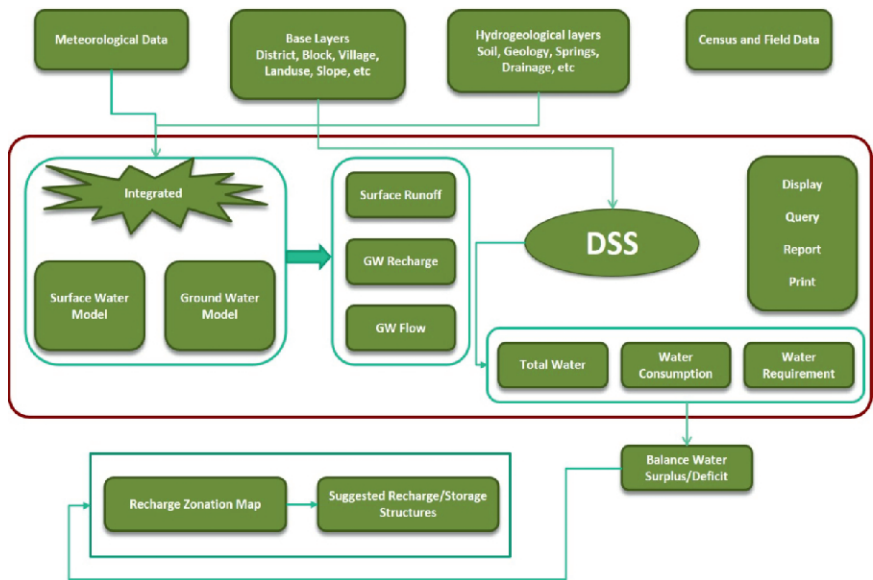 Meteorological Data
Base Layers
District, Block, Village,
Landuse, Slope, etc
Hydrogeological layers
Soil, Geology, Springs,
Drainage, etc
Census and Field Data
Integrated
Surface Water
Model
Ground Water
Model
Surface Runoff
GW Recharge
GW Flow
DSS
Display
Query
Report
Print
Total Water
Water
Consumption
Water
Requirement
Balance Water
Surplus/Deficit
Recharge Zonation Map
Suggested Recharge/Storage
Structures